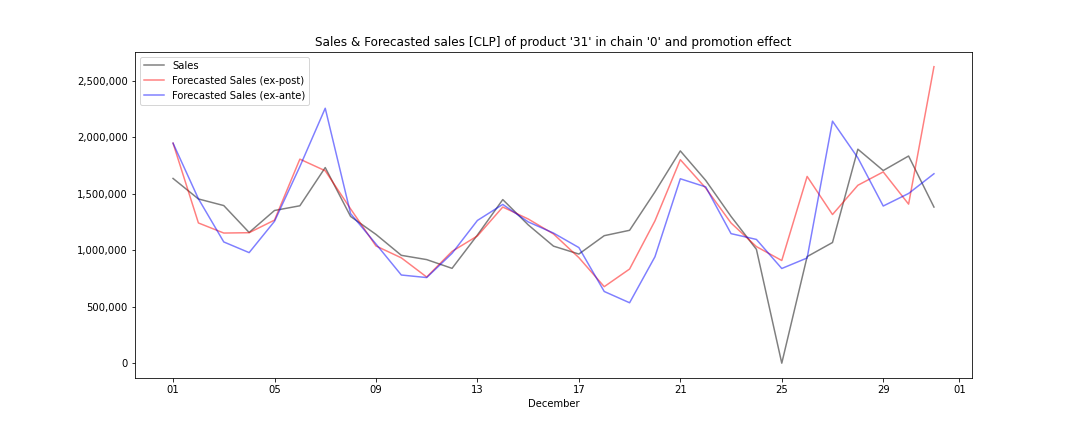 Sales & Forecasted sales [CLP] of product '31' in chain '0' and promotion effect
Sales
Forecasted Sales (ex-post)
Forecasted Sales (ex-ante)
2,500,000
2,000,000
1,500,000
1,000,000
500,000
0
01 05 09 13 17 21 25 29 01
December